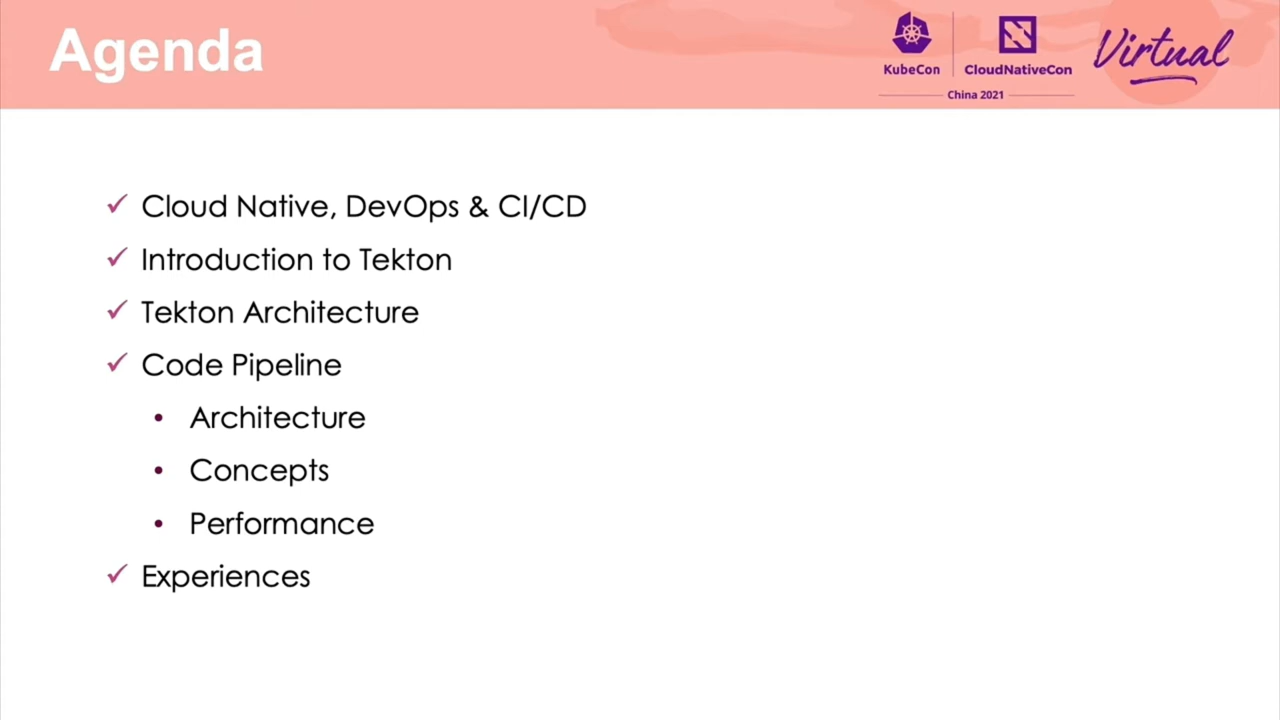 Agenda
KubeCon
CloudNativeCon
China 2021
Virtual
Cloud Native, DevOps & CI/CD
Introduction to Tekton
Tekton Architecture
Code Pipeline
Architecture
Concepts
Performance
Experiences